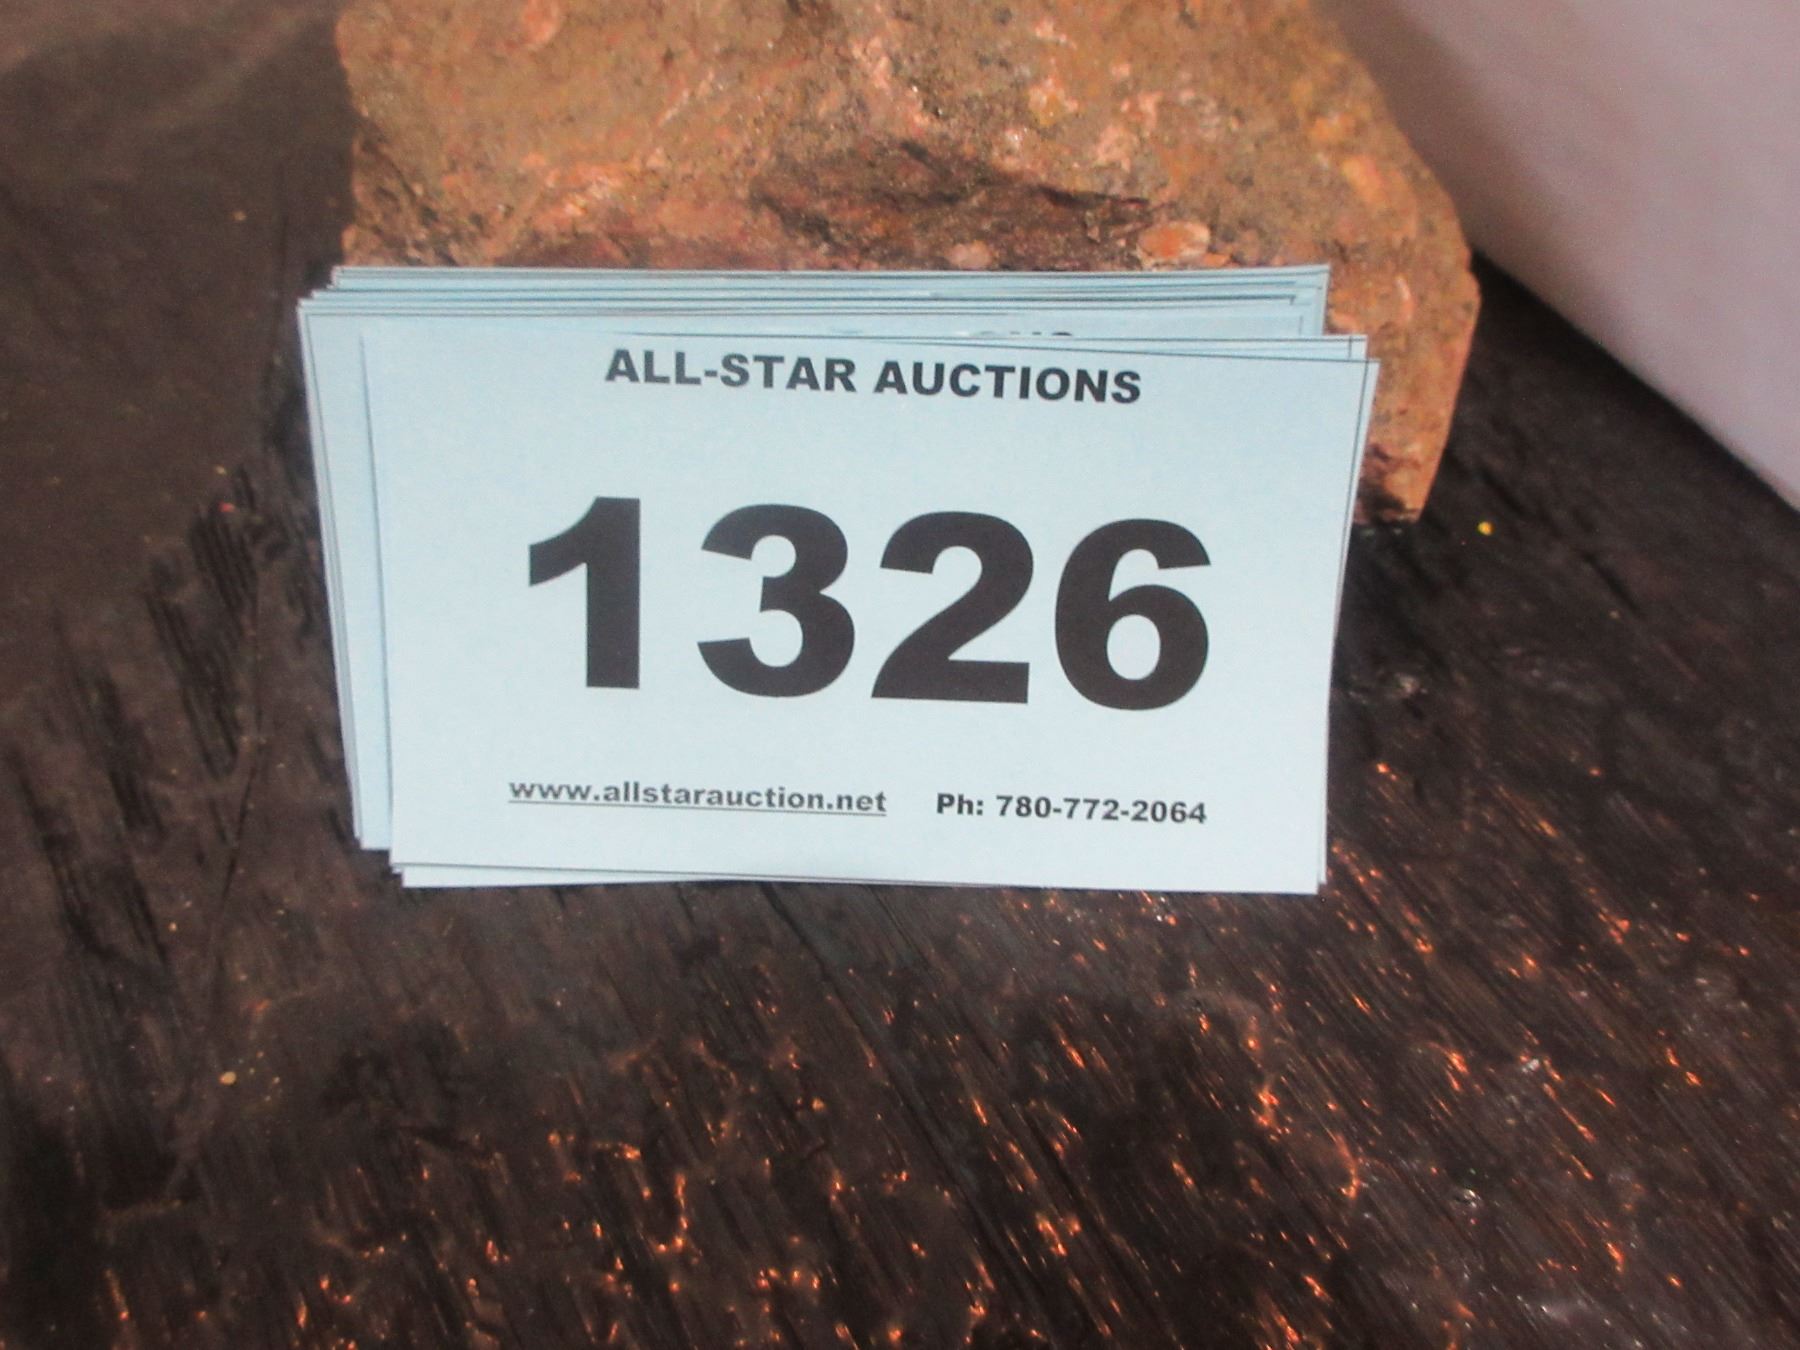 ALL-STAR AUCTIONS
1326
www.allstarauction.net Ph: 780-772-2064